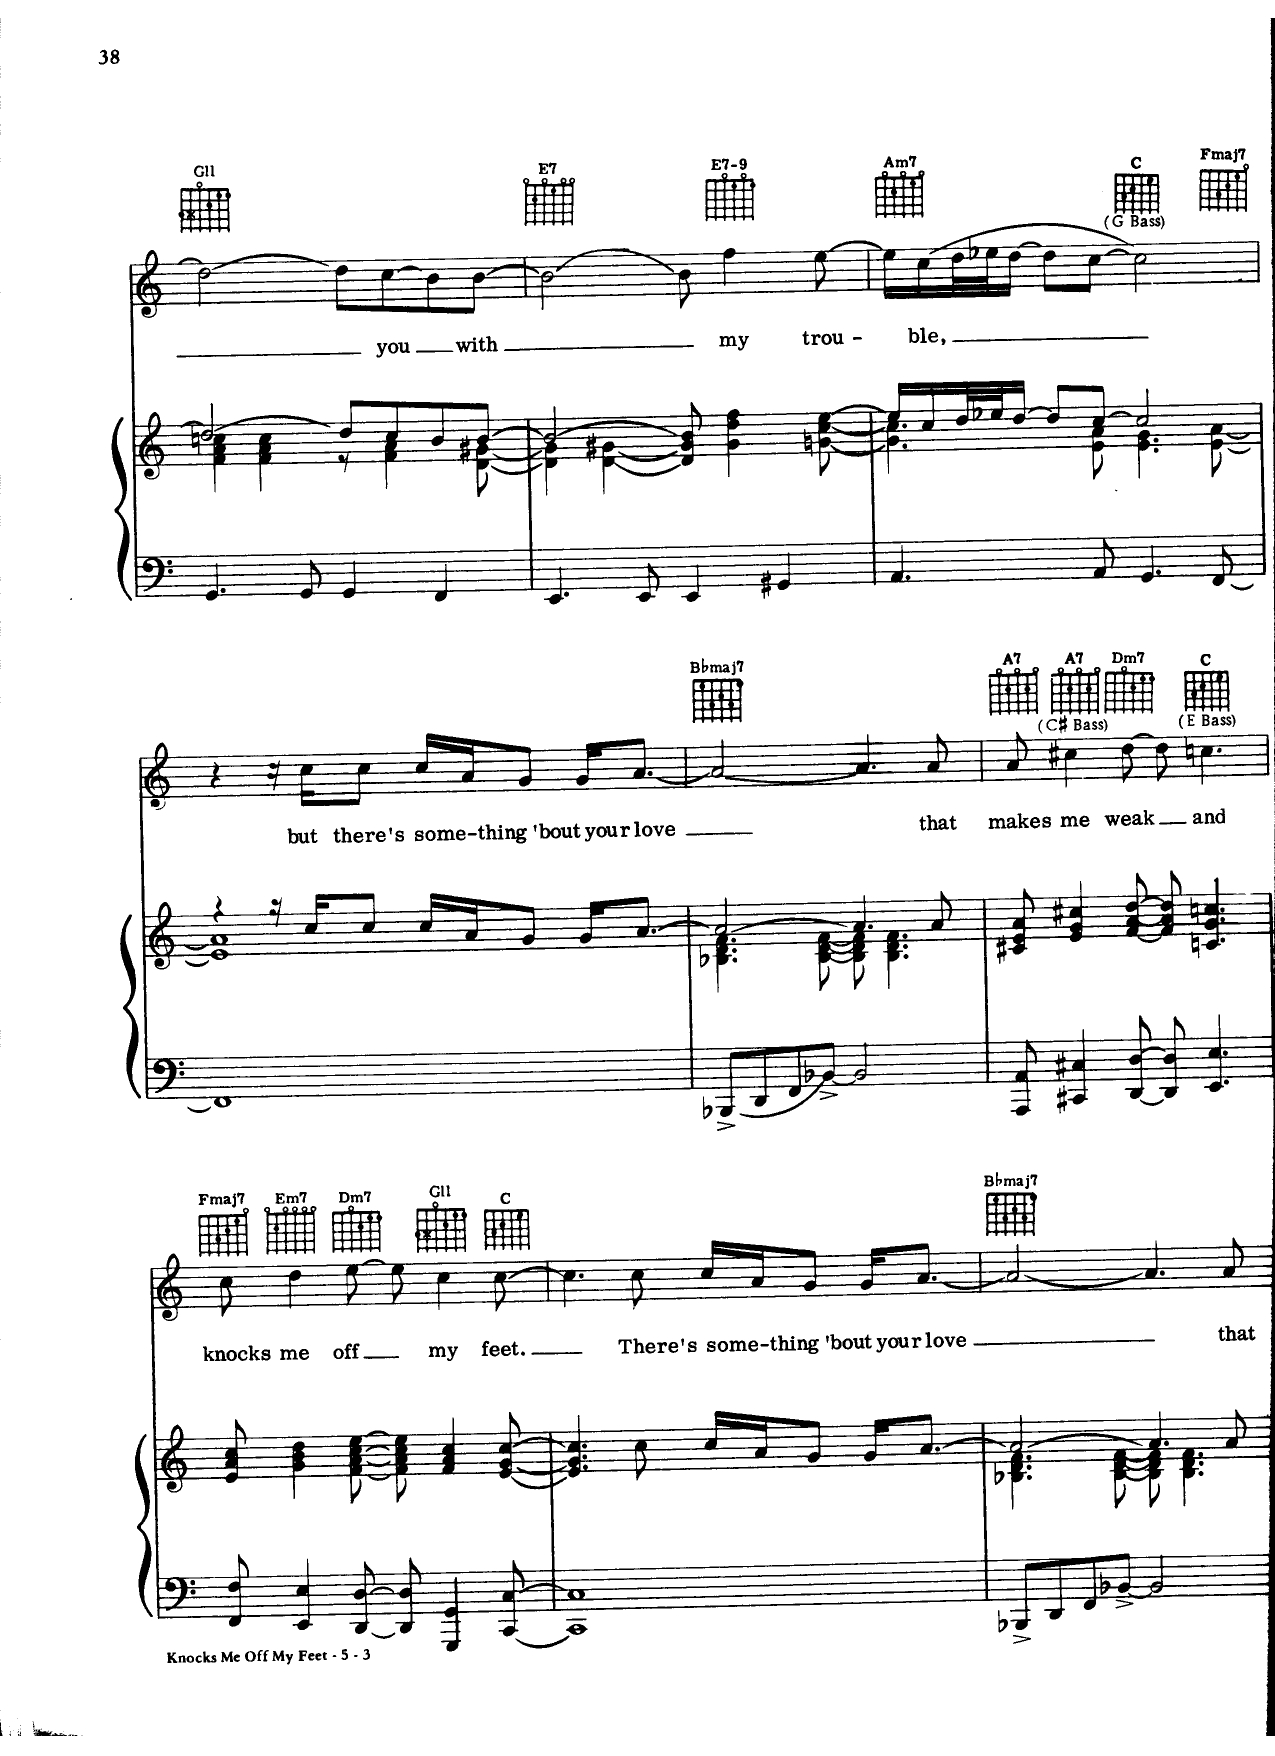 38
G11 E7 E7-9 Am7 C Fmaj7
(G Bass)
you with my trou - ble,
B♭maj7 A7 A7 Dm7 C
(C♯ Bass) (E Bass)
but there's some-thing 'bout your love that makes me weak and
Fmaj7 Em7 Dm7 G11 C B♭maj7
knocks me off my feet. There's some-thing 'bout your love that
Knocks Me Off My Feet - 5 - 3